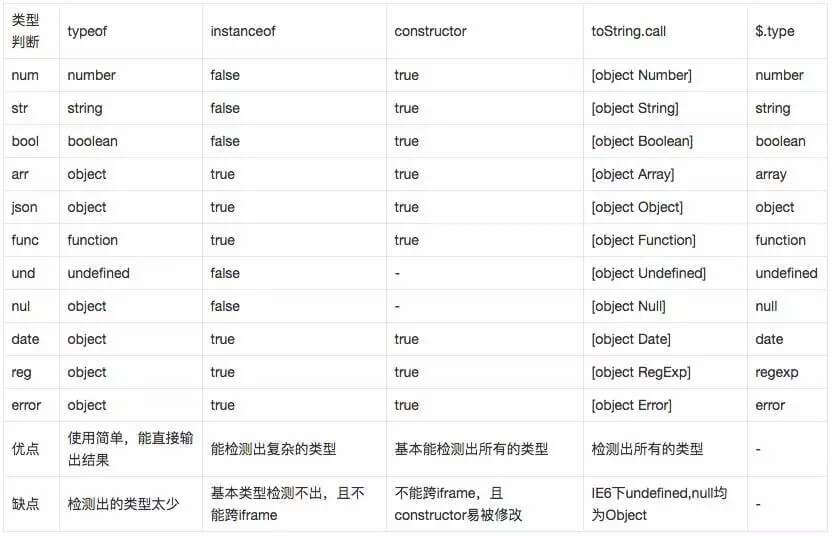 类型判断 typeof instanceof constructor toString.call $.type
num number false true [object Number] number
str string false true [object String] string
bool boolean false true [object Boolean] boolean
arr object true true [object Array] array
json object true true [object Object] object
func function true true [object Function] function
und undefined false - [object Undefined] undefined
nul object false - [object Null] null
date object true true [object Date] date
reg object true true [object RegExp] regexp
error object true true [object Error] error
优点 使用简单，能直接输出结果 能检测出复杂的类型 基本能检测出所有的类型 检测出所有的类型 -
缺点 检测出的类型太少 基本类型检测不出，且不能跨iframe 不能跨iframe，且constructor易被修改 IE6下undefined,null均为Object -